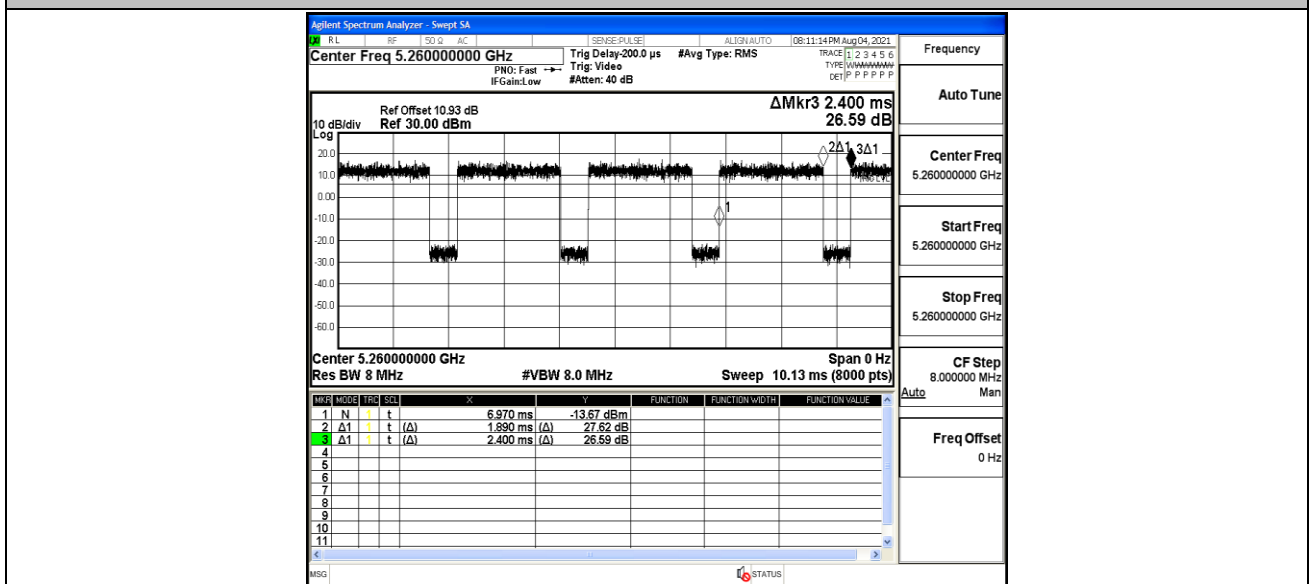 Agilent Spectrum Analyzer - Swept SA
RL RF 50 Ω AC SENSE:PULSE ALIGN AUTO 08:11:14 PM Aug 04, 2021
Center Freq 5.260000000 GHz
PNO: Fast
IFGain:Low
Trig Delay-200.0 µs
Trig: Video
#Atten: 40 dB
#Avg Type: RMS
TRACE 1 2 3 4 5 6
TYPE
DET P P P P P P
ΔMkr3 2.400 ms
26.59 dB
Ref Offset 10.93 dB
10 dB/div Ref 30.00 dBm
Log
20.0
10.0
0.00
-10.0
-20.0
-30.0
-40.0
-50.0
-60.0
2Δ1 3Δ1
1
Center 5.260000000 GHz Span 0 Hz
Res BW 8 MHz #VBW 8.0 MHz Sweep 10.13 ms (8000 pts)
MKR MODE TRC SCL X Y FUNCTION FUNCTION WIDTH FUNCTION VALUE
1 N 1 t 6.970 ms -13.67 dBm
2 Δ1 1 t (Δ) 1.890 ms (Δ) 27.62 dB
3 Δ1 1 t (Δ) 2.400 ms (Δ) 26.59 dB
4
5
6
7
8
9
10
11
MSG STATUS
Frequency
Auto Tune
Center Freq
5.260000000 GHz
Start Freq
5.260000000 GHz
Stop Freq
5.260000000 GHz
CF Step
8.000000 MHz
Auto Man
Freq Offset
0 Hz